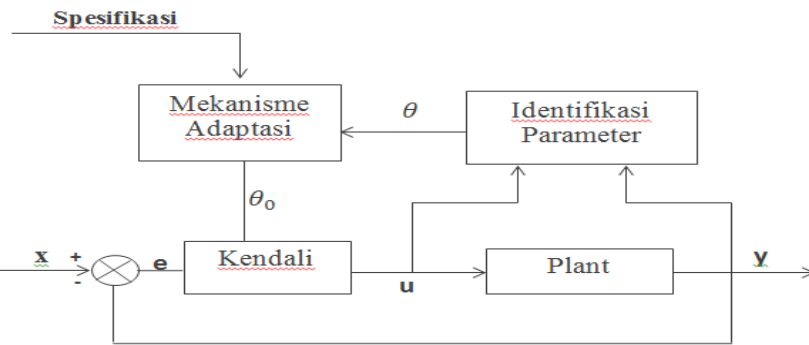 Spesifikasi
Mekanisme
Adaptasi
θ
Identifikasi
Parameter
θ₀
x
+
-
e
Kendali
u
Plant
y